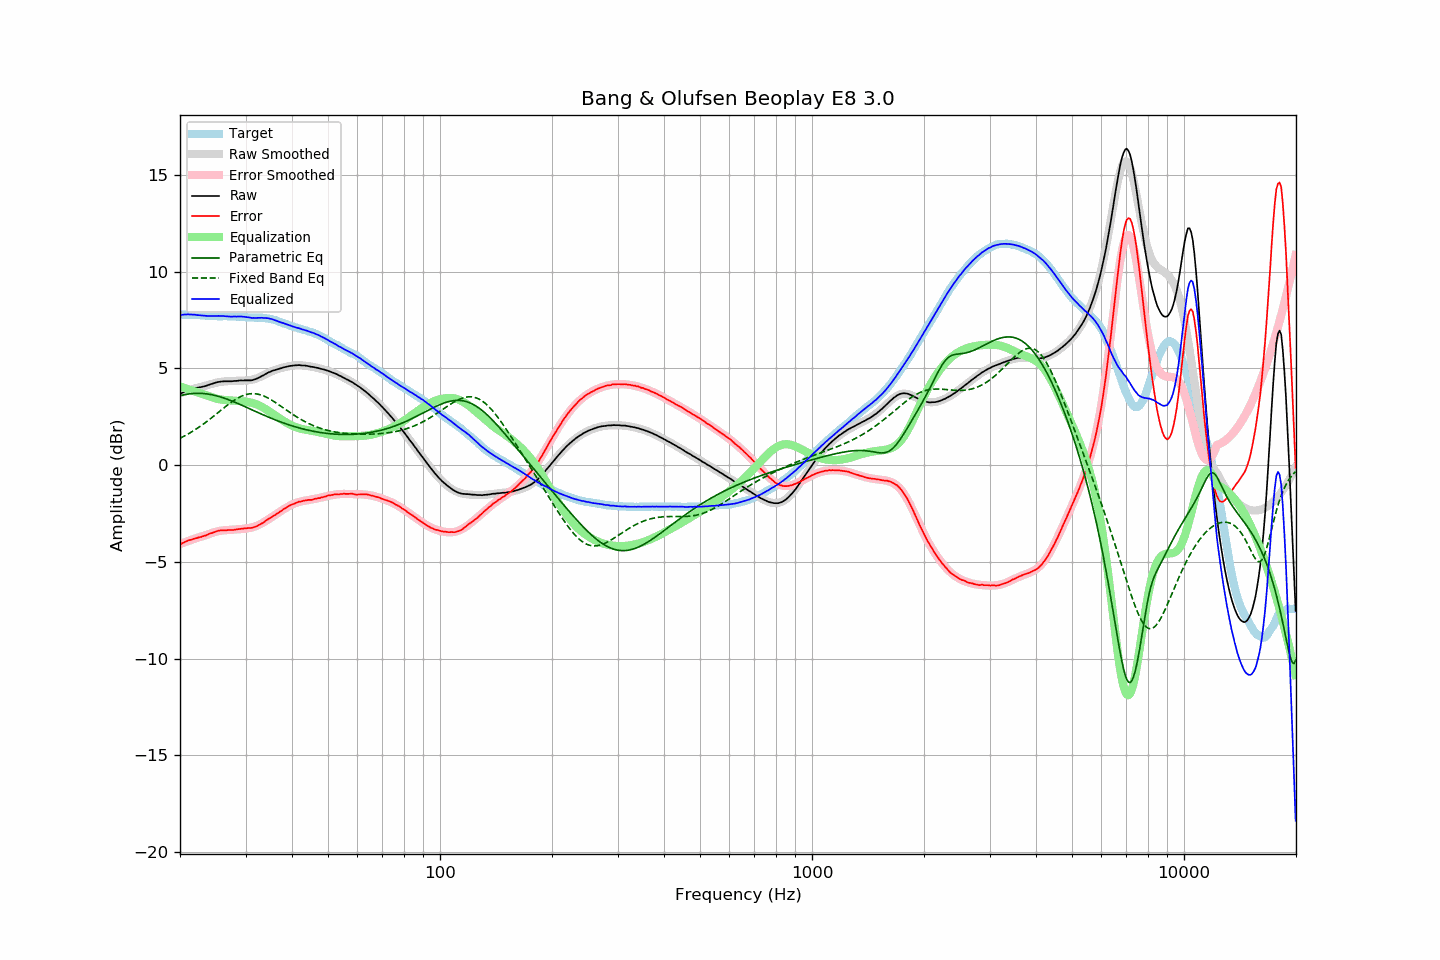 Bang & Olufsen Beoplay E8 3.0
Target
Raw Smoothed
Error Smoothed
Raw
Error
Equalization
Parametric Eq
Fixed Band Eq
Equalized
Amplitude (dBr)
15
10
5
0
−5
−10
−15
−20
100
1000
10000
Frequency (Hz)